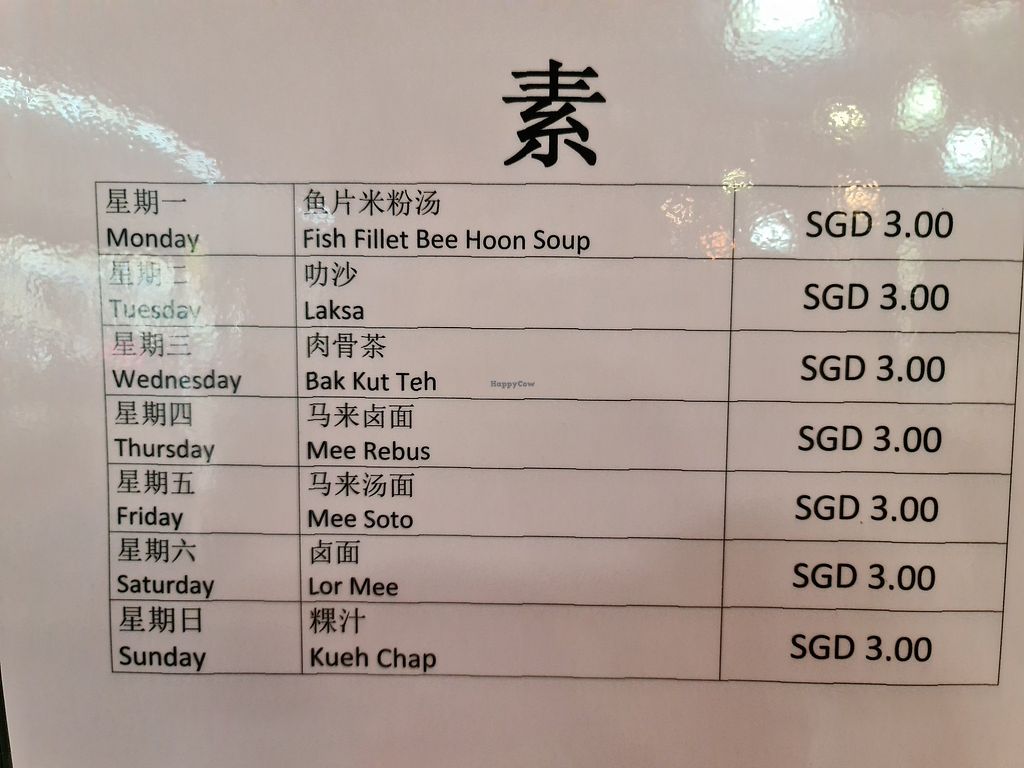 素
星期一
鱼片米粉汤
SGD 3.00
Monday
Fish Fillet Bee Hoon Soup
星期二
叻沙
SGD 3.00
Tuesday
Laksa
星期三
肉骨茶
SGD 3.00
Wednesday
Bak Kut Teh
HappyCow
星期四
马来卤面
SGD 3.00
Thursday
Mee Rebus
星期五
马来汤面
SGD 3.00
Friday
Mee Soto
星期六
卤面
SGD 3.00
Saturday
Lor Mee
星期日
粿汁
SGD 3.00
Sunday
Kueh Chap